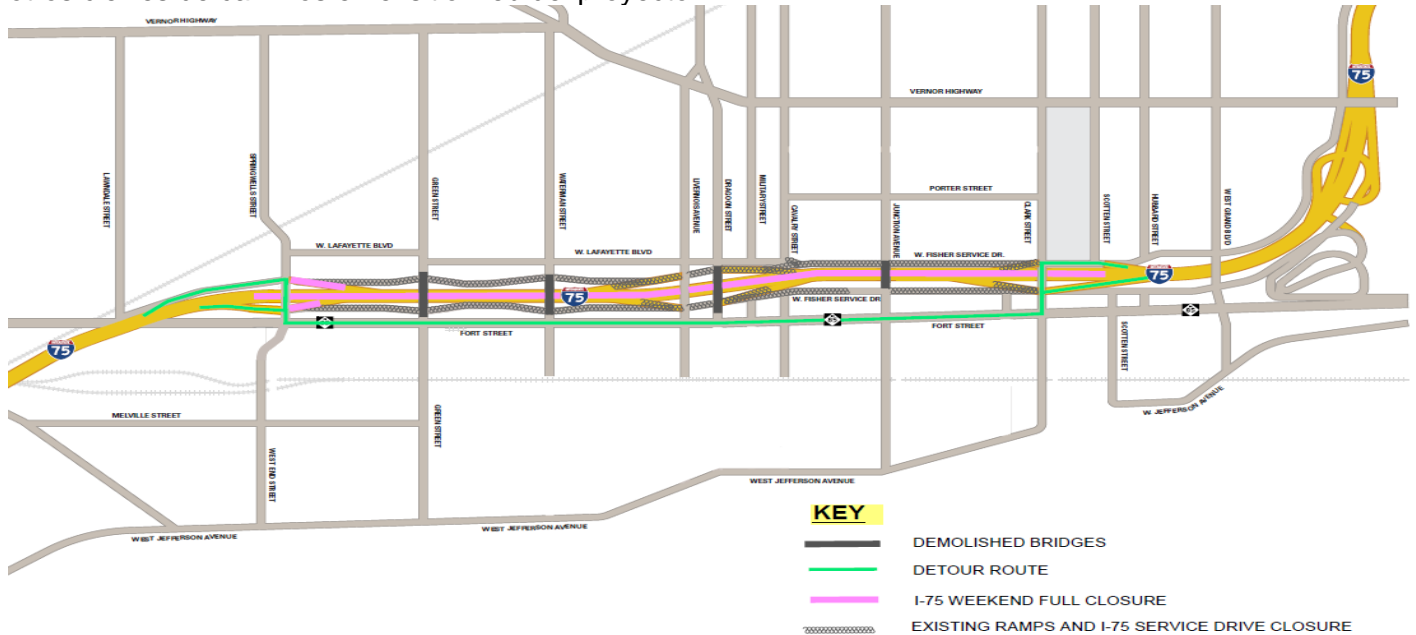 VERNOR HIGHWAY
75
VERNOR HIGHWAY
LAWNDALE STREET
SPRINGWELLS STREET
GREEN STREET
WATERMAN STREET
LIVERNOIS AVENUE
DRAGOON STREET
MILITARY STREET
CAVALRY STREET
JUNCTION AVENUE
PORTER STREET
CLARK STREET
SCOTTEN STREET
HUBBARD STREET
WEST GRAND BLVD
W. LAFAYETTE BLVD
W. LAFAYETTE BLVD
W. FISHER SERVICE DR.
75
75
W. FISHER SERVICE DR
85
85
FORT STREET
FORT STREET
75
SCOTTEN STREET
MELVILLE STREET
GREEN STREET
W. JEFFERSON AVENUE
WEST END STREET
WEST JEFFERSON AVENUE
WEST JEFFERSON AVENUE
WEST JEFFERSON AVENUE
KEY
DEMOLISHED BRIDGES
DETOUR ROUTE
I-75 WEEKEND FULL CLOSURE
EXISTING RAMPS AND I-75 SERVICE DRIVE CLOSURE